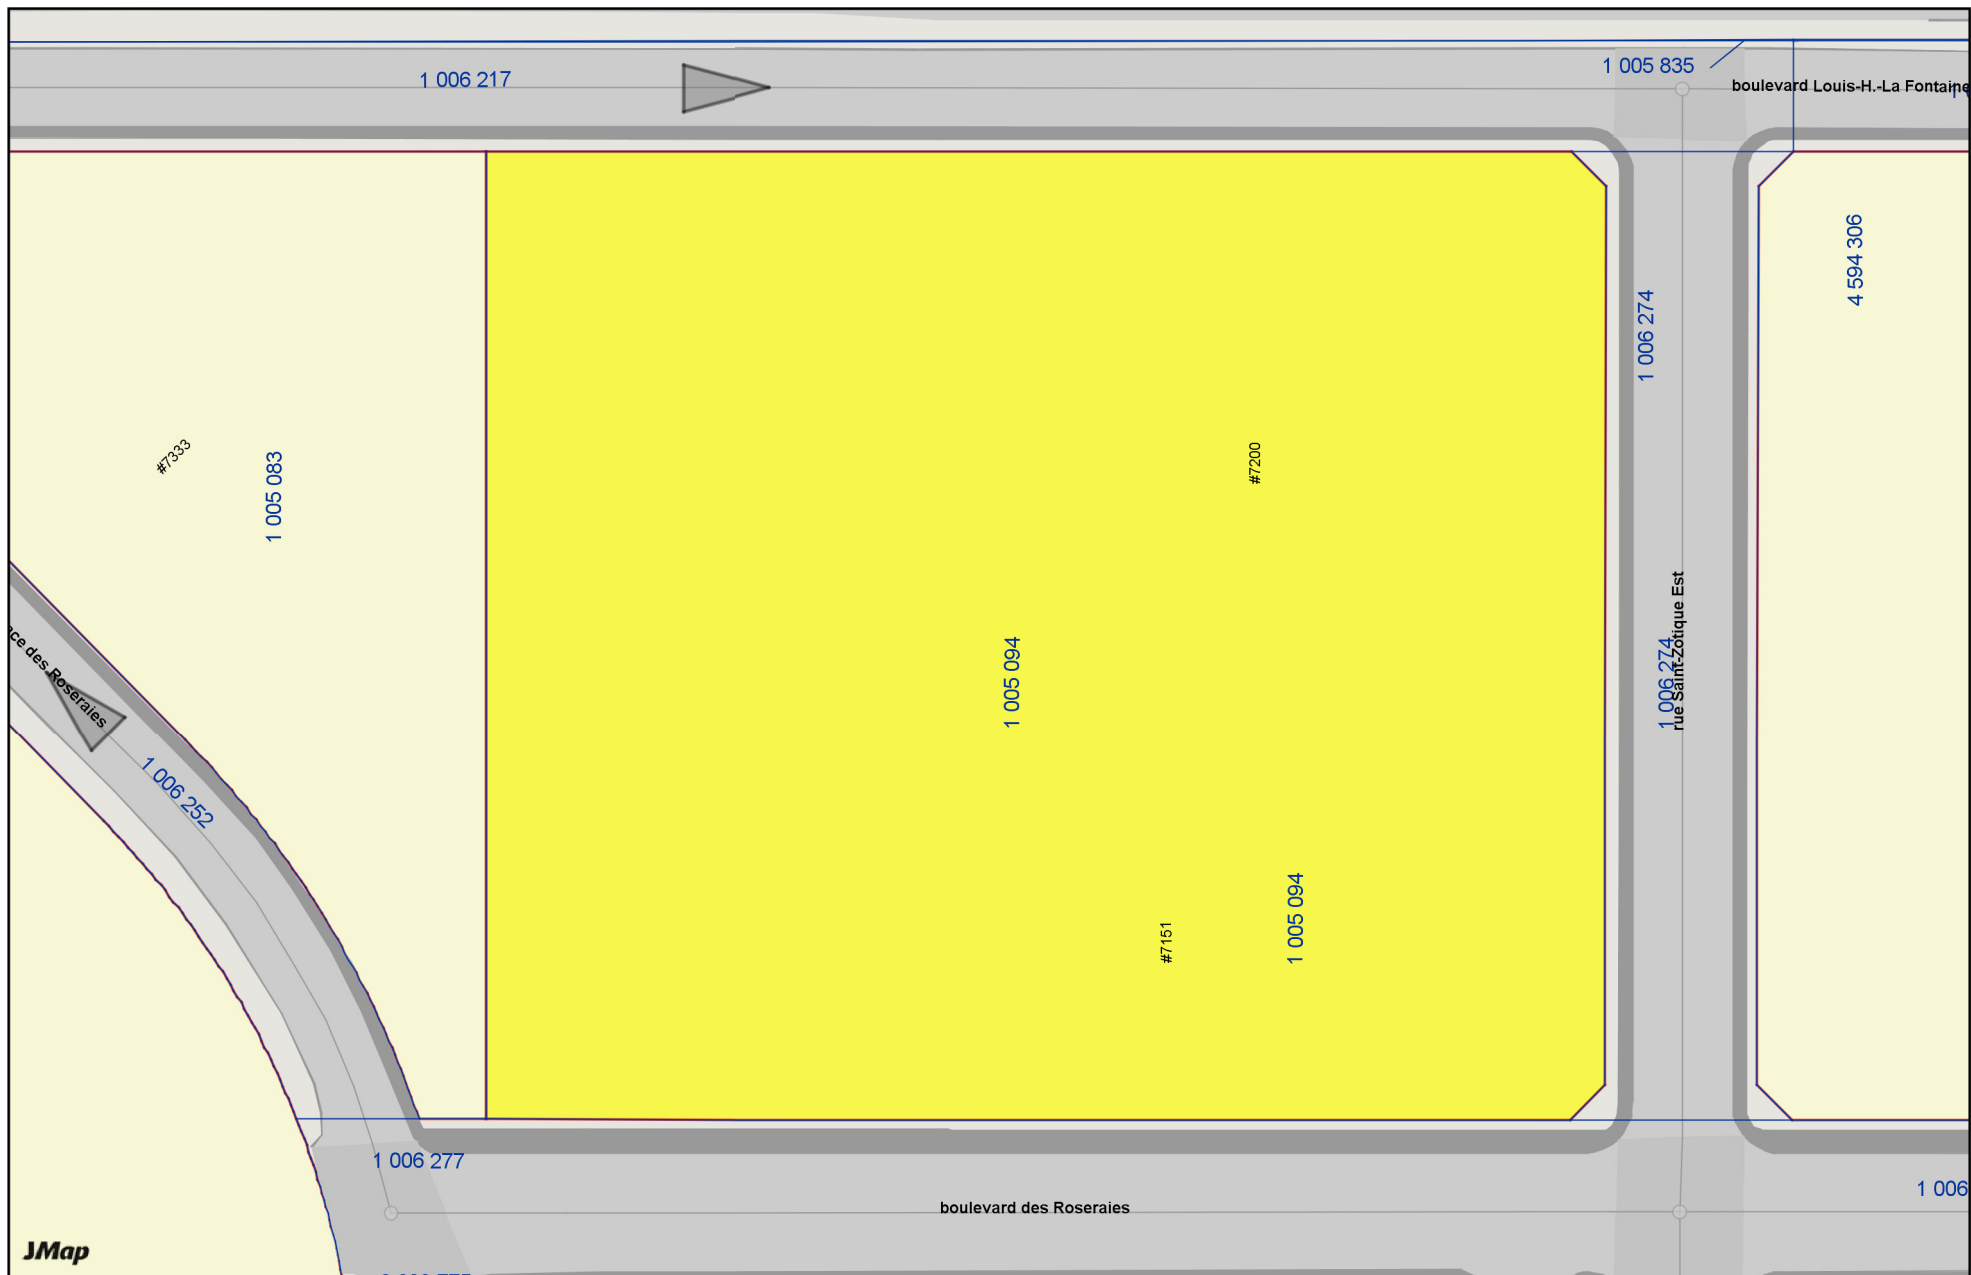 1 006 217
1 005 835
boulevard Louis-H.-La Fontaine
4 594 306
1 006 274
#7333
1 005 083
#7200
rue Saint-Zotique Est
1 006 274
1 005 094
des Roseraies
1 006 252
1 005 094
#7151
1 006 277
1 006
boulevard des Roseraies
JMap